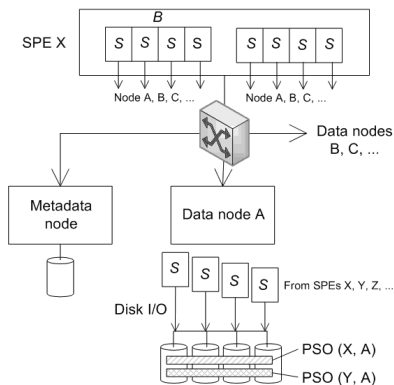 B
SPE X
S S S S S S S S
Node A, B, C, ... Node A, B, C, ...
Data nodes
B, C, ...
Metadata
node
Data node A
S S S S
From SPEs X, Y, Z, ...
Disk I/O
PSO (X, A)
PSO (Y, A)